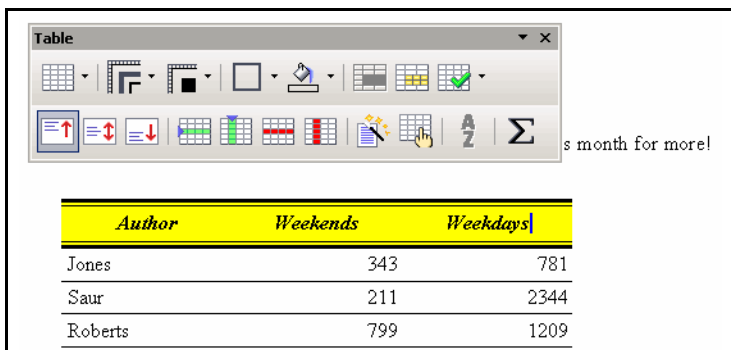 Table
A
Z
Σ
s month for more!
Author Weekends Weekdays
Jones 343 781
Saur 211 2344
Roberts 799 1209